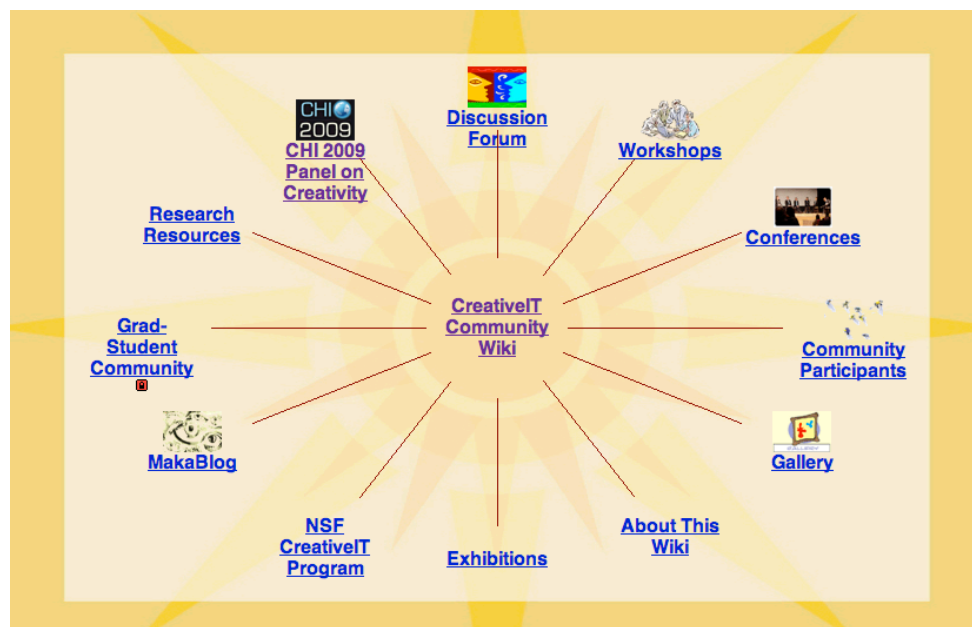 CHI
2009
CHI 2009
Panel on
Creativity
Discussion
Forum
Workshops
Research
Resources
Conferences
CreativeIT
Community
Wiki
Grad-
Student
Community
Community
Participants
MakaBlog
Gallery
NSF
CreativeIT
Program
Exhibitions
About This
Wiki